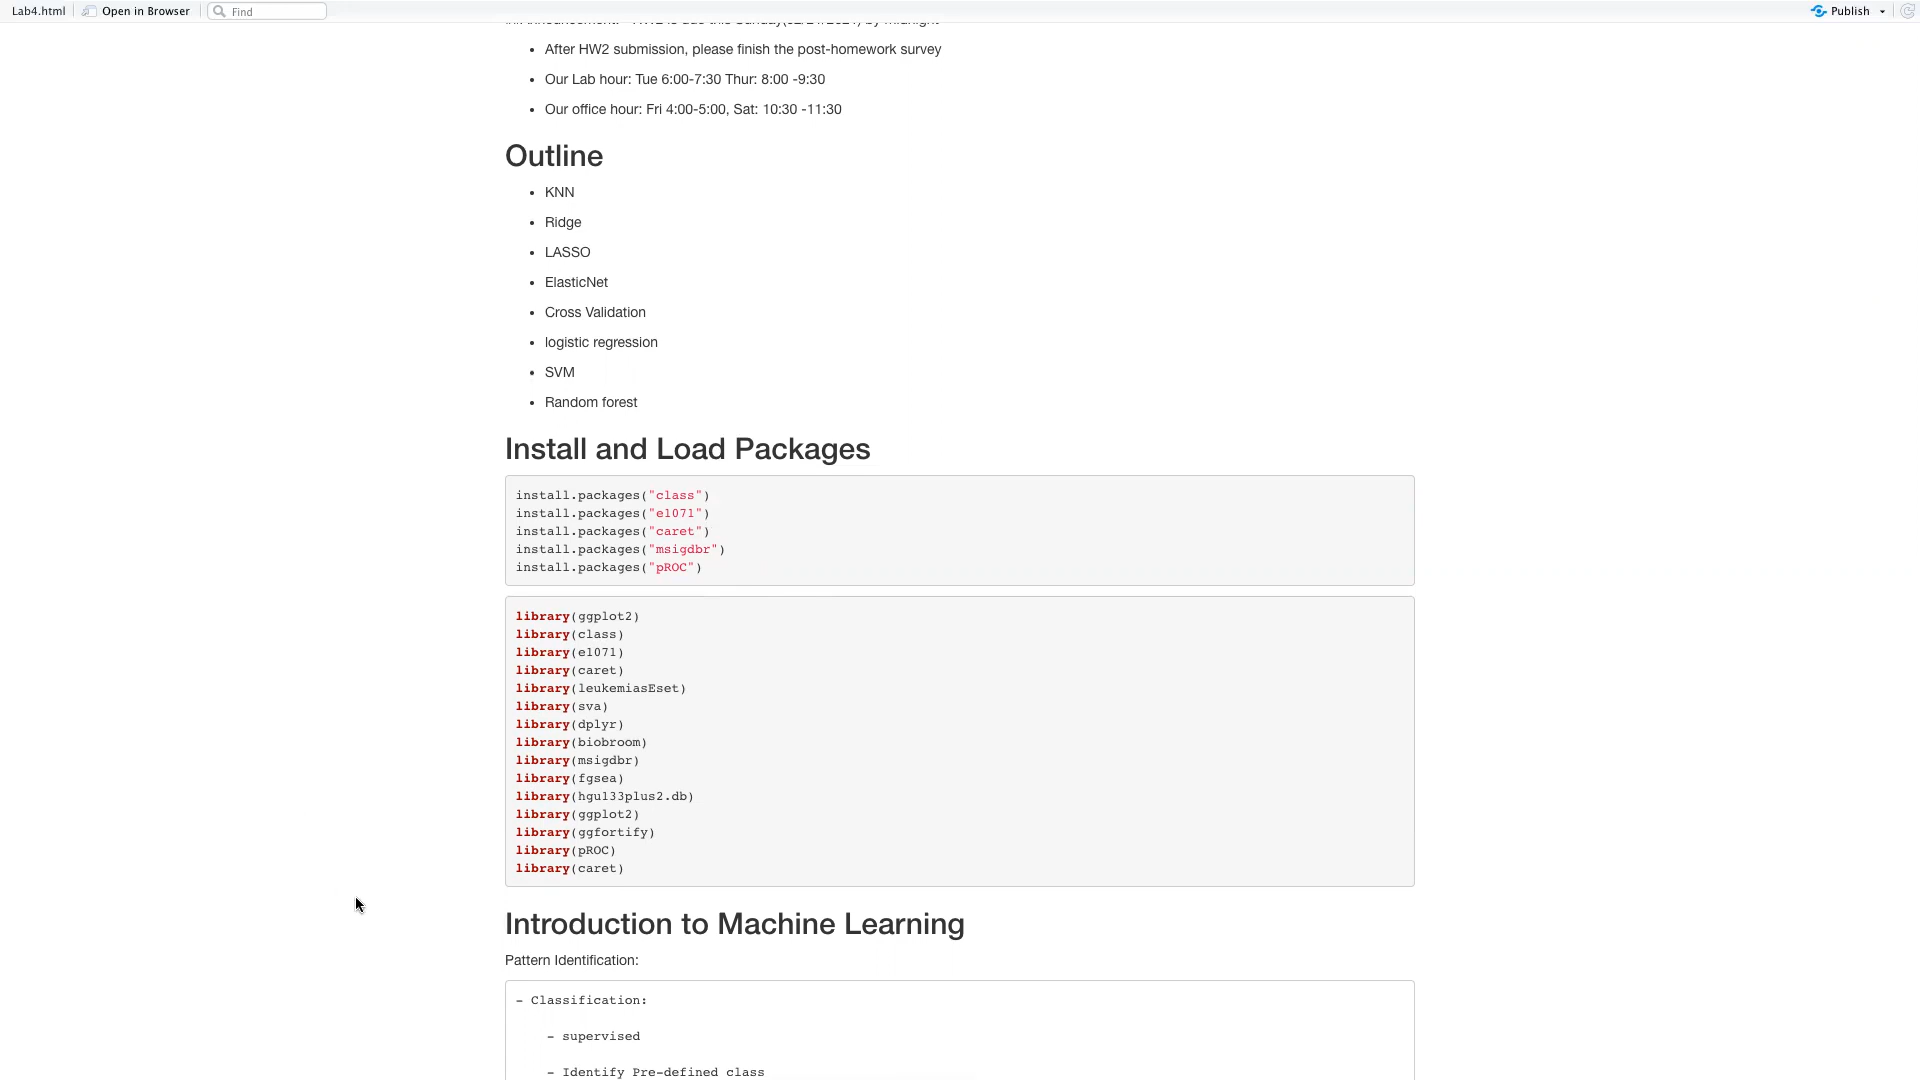 Lab4.html
Open in Browser
Find
Publish
• After HW2 submission, please finish the post-homework survey
• Our Lab hour: Tue 6:00-7:30 Thur: 8:00 -9:30
• Our office hour: Fri 4:00-5:00, Sat: 10:30 -11:30
Outline
• KNN
• Ridge
• LASSO
• ElasticNet
• Cross Validation
• logistic regression
• SVM
• Random forest
Install and Load Packages
install.packages("class")
install.packages("e1071")
install.packages("caret")
install.packages("msigdbr")
install.packages("pROC")
library(ggplot2)
library(class)
library(e1071)
library(caret)
library(leukemiasEset)
library(sva)
library(dplyr)
library(biobroom)
library(msigdbr)
library(fgsea)
library(hgu133plus2.db)
library(ggplot2)
library(ggfortify)
library(pROC)
library(caret)
Introduction to Machine Learning
Pattern Identification:
- Classification:
- supervised
- Identify Pre-defined class